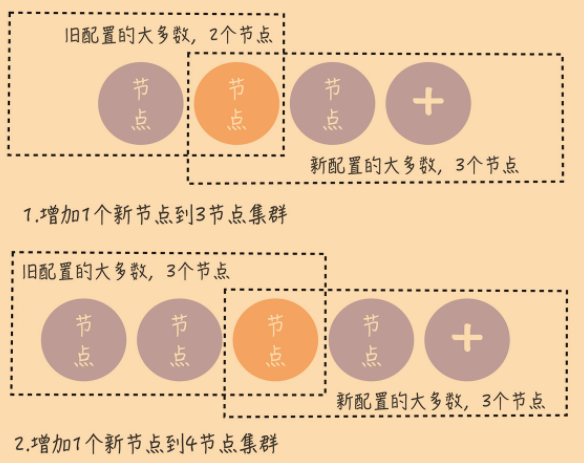 旧配置的大多数，2个节点
节点
节点
节点
+
新配置的大多数，3个节点
1.增加1个新节点到3节点集群
旧配置的大多数，3个节点
节点
节点
节点
节点
+
新配置的大多数，3个节点
2.增加1个新节点到4节点集群